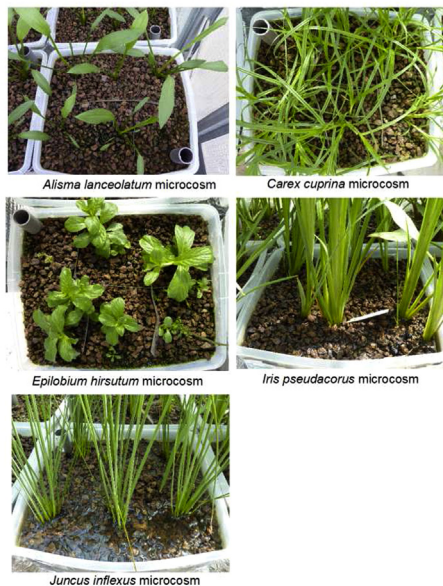 Alisma lanceolatum microcosm
Carex cuprina microcosm
Epilobium hirsutum microcosm
Iris pseudacorus microcosm
Juncus inflexus microcosm